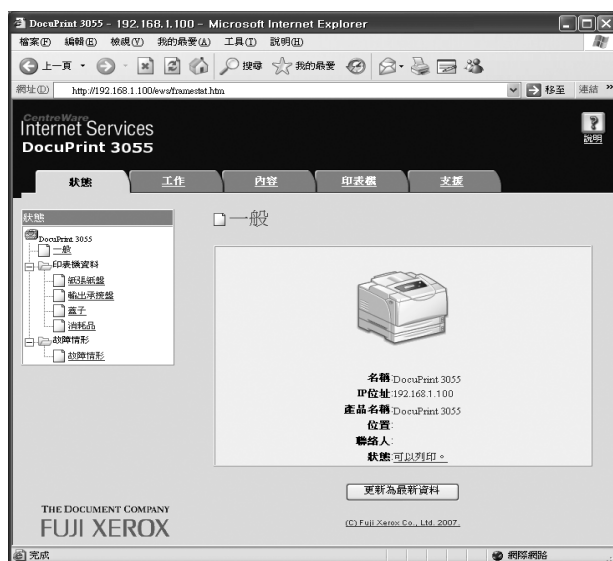 DocuPrint 3055 - 192.168.1.100 - Microsoft Internet Explorer
檔案(F) 編輯(E) 檢視(V) 我的最愛(A) 工具(T) 說明(H)
上一頁 搜尋 我的最愛
網址(D) http://192.168.1.100/ews/framestat.htm 移至 連結 »
CentreWare
Internet Services
DocuPrint 3055
說明
狀態 工作 內容 印表機 支援
狀態
DocuPrint 3055
一般
印表機資料
紙張紙盤
輸出承接盤
蓋子
消耗品
故障情形
故障情形
一般
名稱:DocuPrint 3055
IP位址:192.168.1.100
產品名稱:DocuPrint 3055
位置:
聯絡人:
狀態:可以列印。
更新為最新資料
THE DOCUMENT COMPANY
FUJI XEROX
(C) Fuji Xerox Co., Ltd. 2007.
完成 網際網路